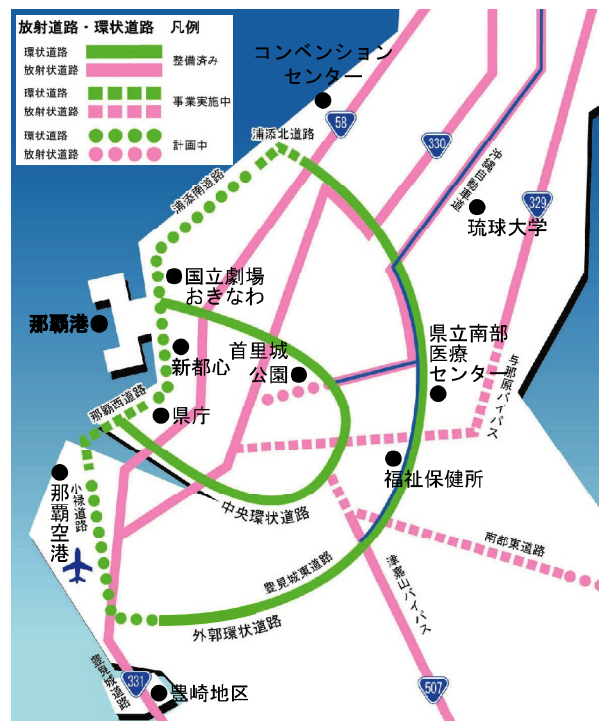 放射道路・環状道路 凡例
環状道路
放射状道路
整備済み
環状道路
放射状道路
事業実施中
環状道路
放射状道路
計画中
コンベンション
センター
58
330
浦添北道路
浦添南道路
沖縄自動車道
329
琉球大学
国立劇場
おきなわ
那覇港
新都心
首里城
公園
県立南部
医療
センター
与那原バイパス
那覇西道路
県庁
福祉保健所
那覇空港
小禄道路
中央環状道路
南部東道路
豊見城東道路
津嘉山バイパス
外郭環状道路
豊見城道路
331
豊崎地区
507